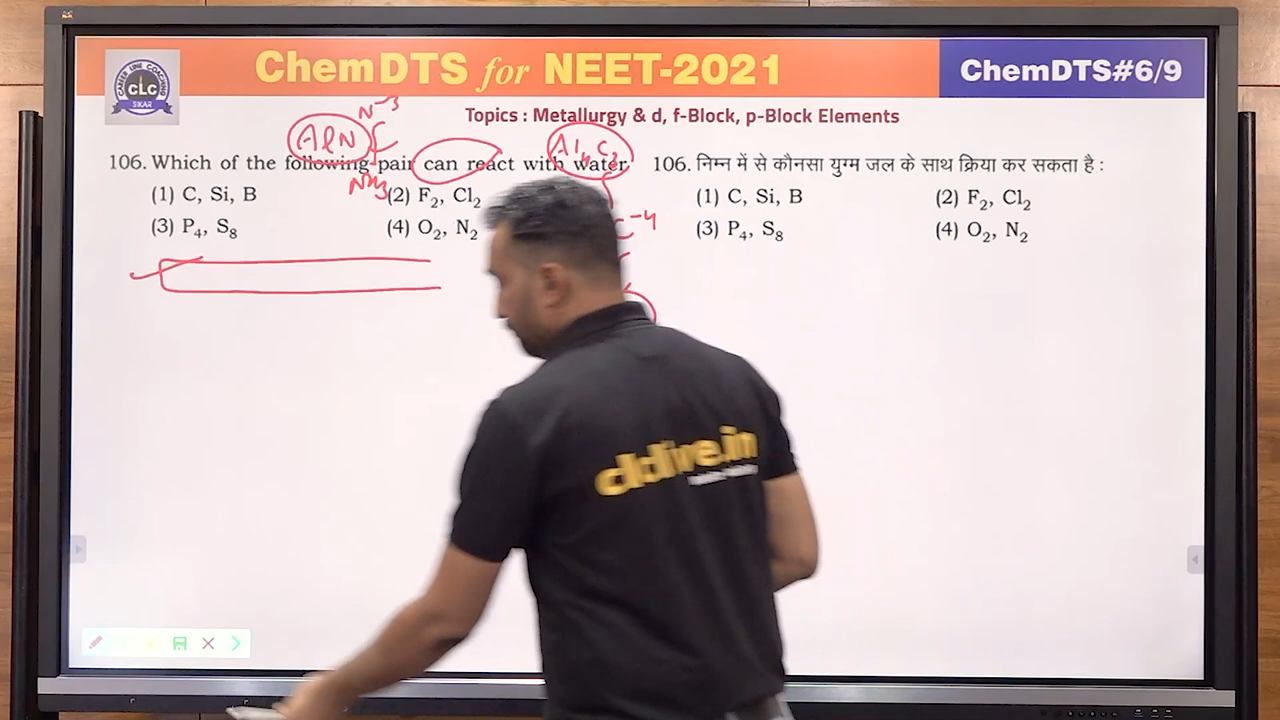 ChemDTS for NEET-2021
ChemDTS#6/9
CAREER LINE COACHING
CLC
SIKAR
Topics : Metallurgy & d, f-Block, p-Block Elements
N⁻³
AlN
Al₄C₃
106. Which of the following pair can react with water
NH₃
(1) C, Si, B
(2) F₂, Cl₂
(3) P₄, S₈
(4) O₂, N₂
C⁻⁴
106. निम्न में से कौनसा युग्म जल के साथ क्रिया कर सकता है :
(1) C, Si, B
(2) F₂, Cl₂
(3) P₄, S₈
(4) O₂, N₂